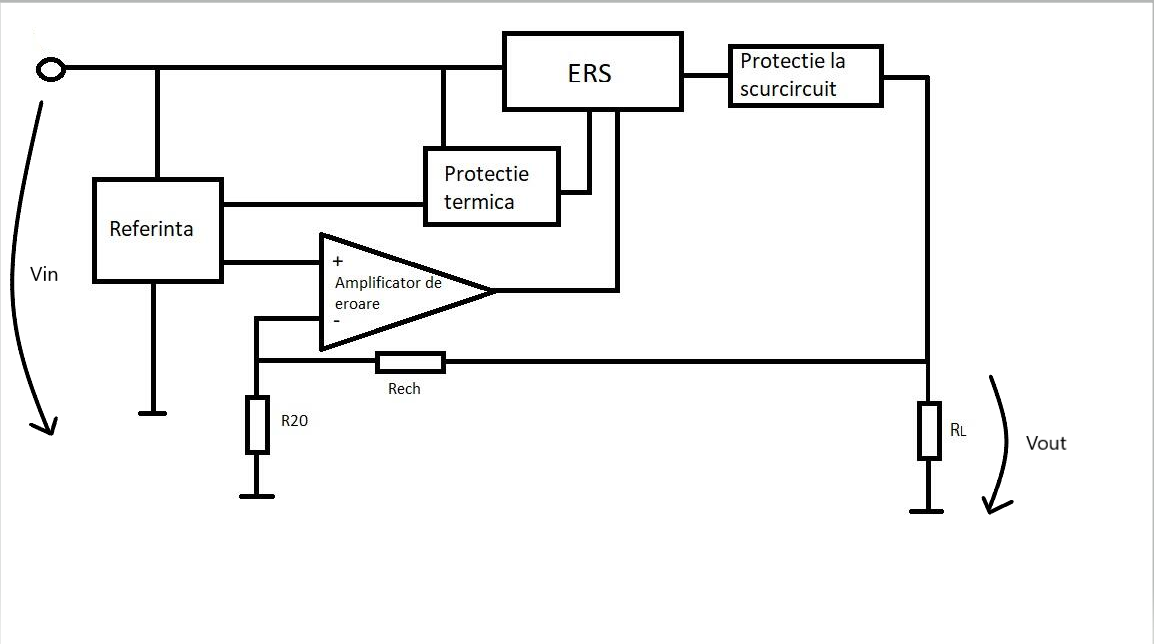 ERS
Protectie la
scurcircuit
Protectie
termica
Referinta
+
Amplificator de
eroare
-
Vin
Rech
R20
RL
Vout